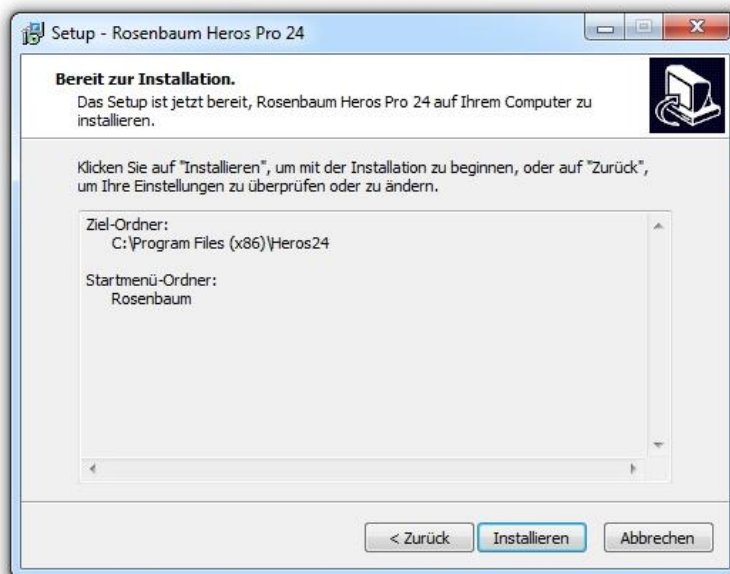 Setup - Rosenbaum Heros Pro 24
Bereit zur Installation.
Das Setup ist jetzt bereit, Rosenbaum Heros Pro 24 auf Ihrem Computer zu
installieren.
Klicken Sie auf "Installieren", um mit der Installation zu beginnen, oder auf "Zurück",
um Ihre Einstellungen zu überprüfen oder zu ändern.
Ziel-Ordner:
C:\Program Files (x86)\Heros24
Startmenü-Ordner:
Rosenbaum
< Zurück
Installieren
Abbrechen